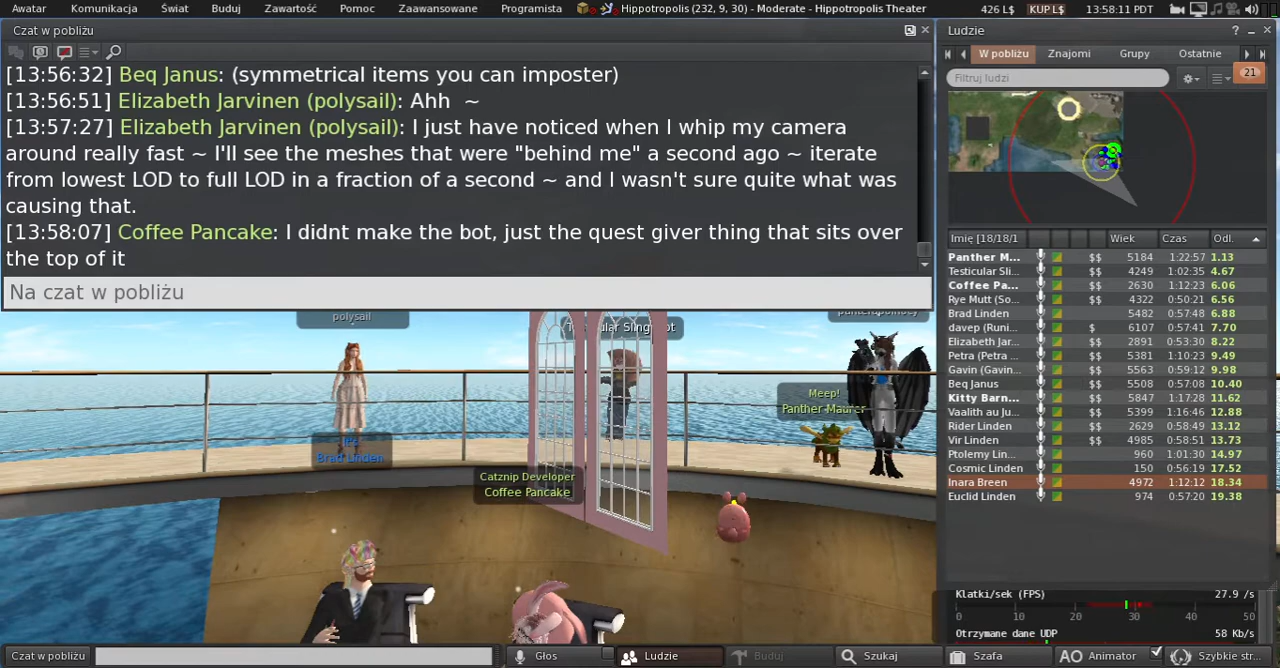 Awatar Komunikacja Świat Buduj Zawartość Pomoc Zaawansowane Programista Hippotropolis (232, 9, 30) - Moderate - Hippotropolis Theater 426 L$ KUP L$ 13:58:11 PDT
Czat w pobliżu
[13:56:32] Beq Janus: (symmetrical items you can imposter)
[13:56:51] Elizabeth Jarvinen (polysail): Ahh ~
[13:57:27] Elizabeth Jarvinen (polysail): I just have noticed when I whip my camera
around really fast ~ I'll see the meshes that were "behind me" a second ago ~ iterate
from lowest LOD to full LOD in a fraction of a second ~ and I wasn't sure quite what was
causing that.
[13:58:07] Coffee Pancake: I didnt make the bot, just the quest giver thing that sits over
the top of it
Na czat w pobliżu
polysail
Brad Linden
Catznip Developer
Coffee Pancake
Meep!
Panther Maurer
Ludzie
W pobliżu Znajomi Grupy Ostatnie
Filtruj ludzi
21
Imię [18/18/1 Wiek Czas Odl.
Panther M... $$ 5184 1:22:57 1.13
Testicular Sli... $$ 4249 1:02:35 4.67
Coffee Pa... $$ 2630 1:12:23 6.06
Rye Mutt (So... $$ 4322 0:50:21 6.56
Brad Linden 5482 0:57:48 6.88
davep (Runi... $ 6107 0:57:41 7.70
Elizabeth Jar... 2891 0:53:30 8.22
Petra (Petra ... $$ 5381 1:10:23 9.49
Gavin (Gavin... $$ 5563 0:59:12 9.98
Beq Janus $$ 5508 0:57:08 10.40
Kitty Barn... $$ 5847 1:17:28 11.62
Vaalith au Ju... $$ 5399 1:16:46 12.88
Rider Linden $$ 2629 0:58:49 13.12
Vir Linden $$ 4985 0:58:51 13.73
Ptolemy Lin... 960 1:01:30 14.97
Cosmic Linden 150 0:56:19 17.52
Inara Breen 4972 1:12:12 18.34
Euclid Linden 974 0:57:20 19.38
Klatki/sek (FPS) 27.9 /s
0 10 20 30 40 50
Otrzymane dane UDP 58 Kb/s
Czat w pobliżu Głos Ludzie Buduj Szukaj Szafa AO Animator Szybkie str...